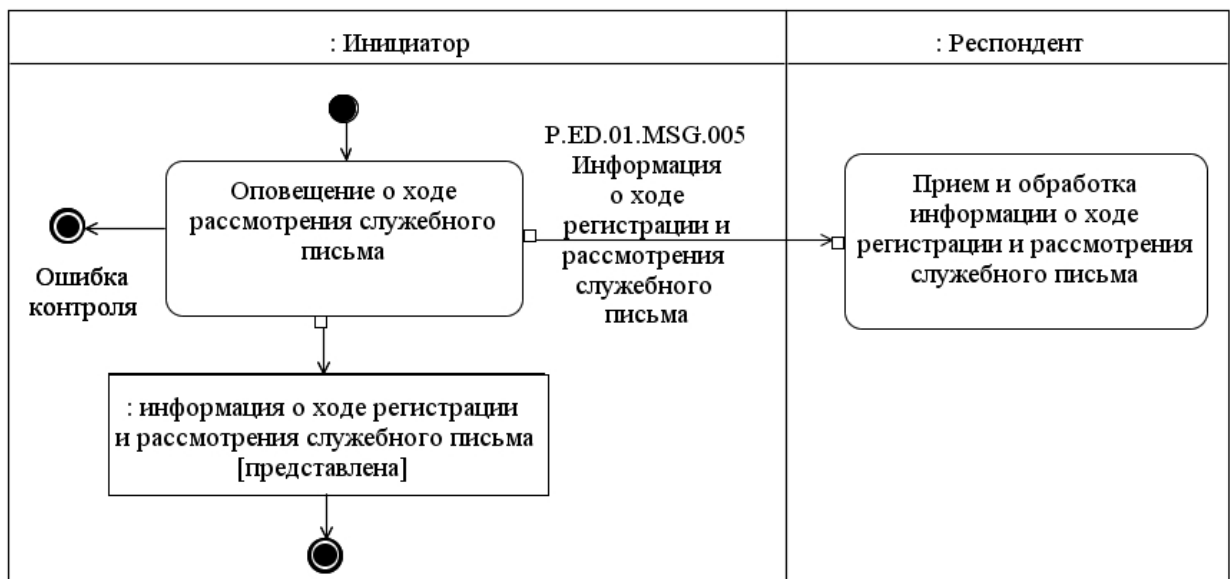 : Инициатор
: Респондент
Оповещение о ходе
рассмотрения служебного
письма
Ошибка
контроля
P.ED.01.MSG.005
Информация
о ходе
регистрации и
рассмотрения
служебного
письма
Прием и обработка
информации о ходе
регистрации и рассмотрения
служебного письма
: информация о ходе регистрации
и рассмотрения служебного письма
[представлена]